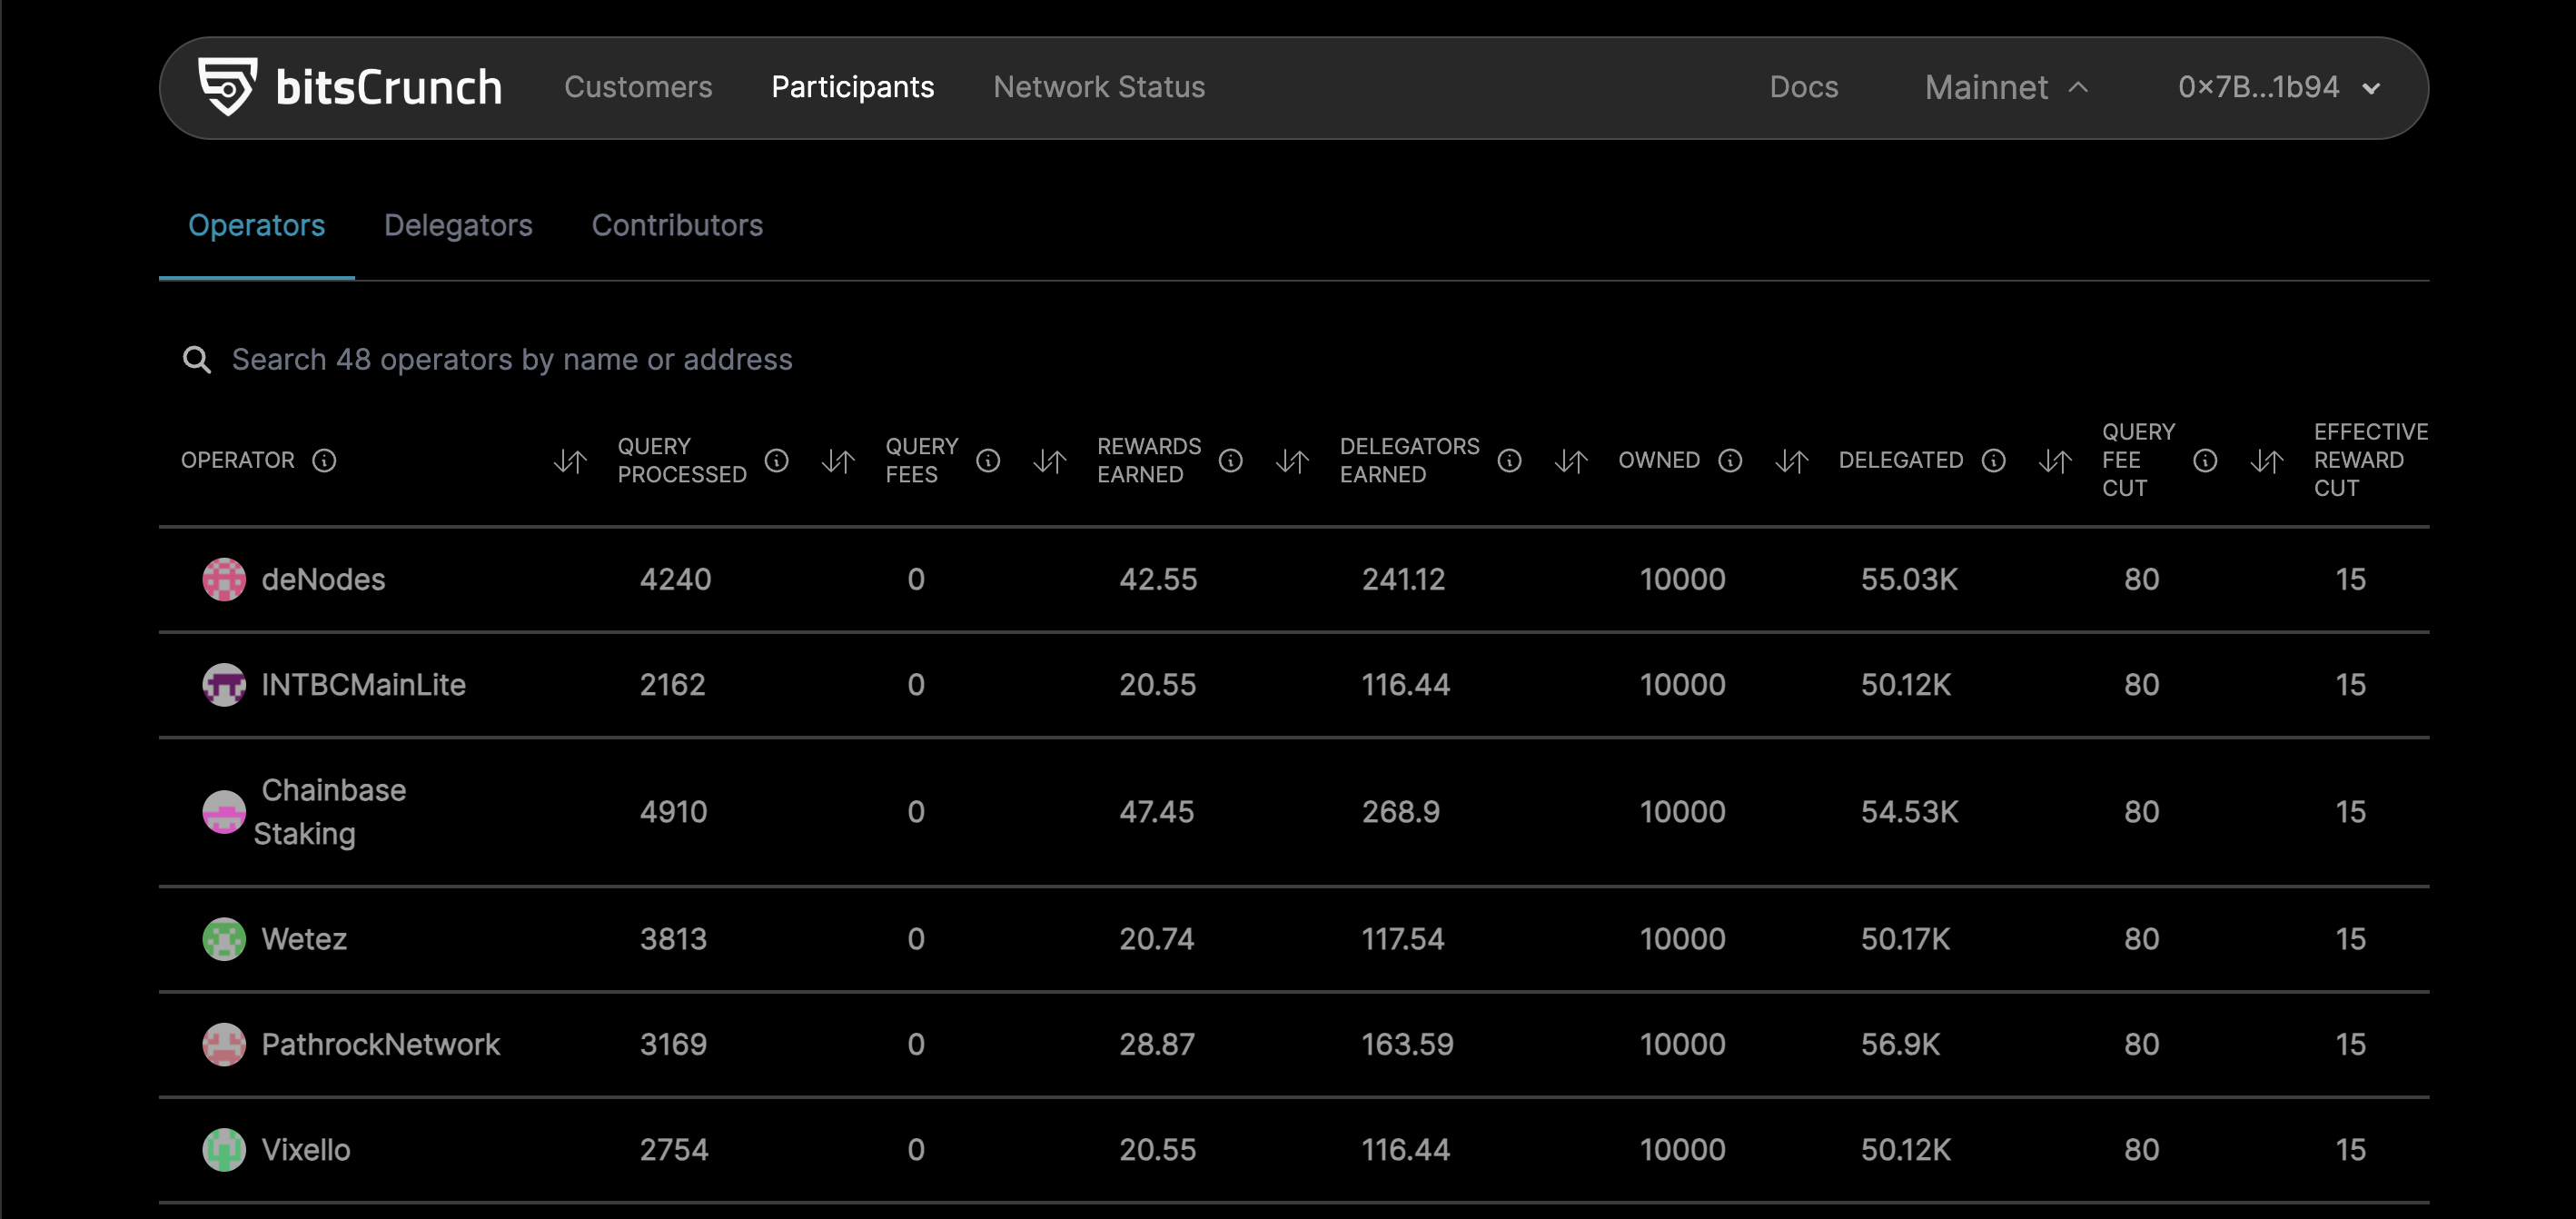 bitsCrunch Customers Participants Network Status Docs Mainnet 0x7B...1b94
Operators Delegators Contributors
Search 48 operators by name or address
OPERATOR QUERY PROCESSED QUERY FEES REWARDS EARNED DELEGATORS EARNED OWNED DELEGATED QUERY FEE CUT EFFECTIVE REWARD CUT
deNodes 4240 0 42.55 241.12 10000 55.03K 80 15
INTBCMainLite 2162 0 20.55 116.44 10000 50.12K 80 15
Chainbase Staking 4910 0 47.45 268.9 10000 54.53K 80 15
Wetez 3813 0 20.74 117.54 10000 50.17K 80 15
PathrockNetwork 3169 0 28.87 163.59 10000 56.9K 80 15
Vixello 2754 0 20.55 116.44 10000 50.12K 80 15